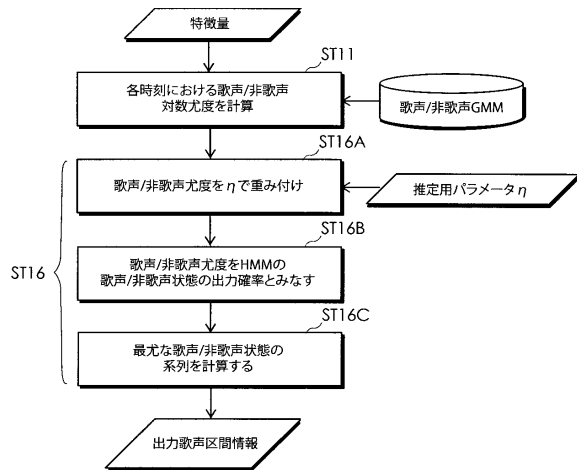 特徴量
ST11
各時刻における歌声/非歌声
対数尤度を計算
歌声/非歌声GMM
ST16A
歌声/非歌声尤度をηで重み付け
推定用パラメータη
ST16B
ST16
歌声/非歌声尤度をHMMの
歌声/非歌声状態の出力確率とみなす
ST16C
最尤な歌声/非歌声状態の
系列を計算する
出力歌声区間情報